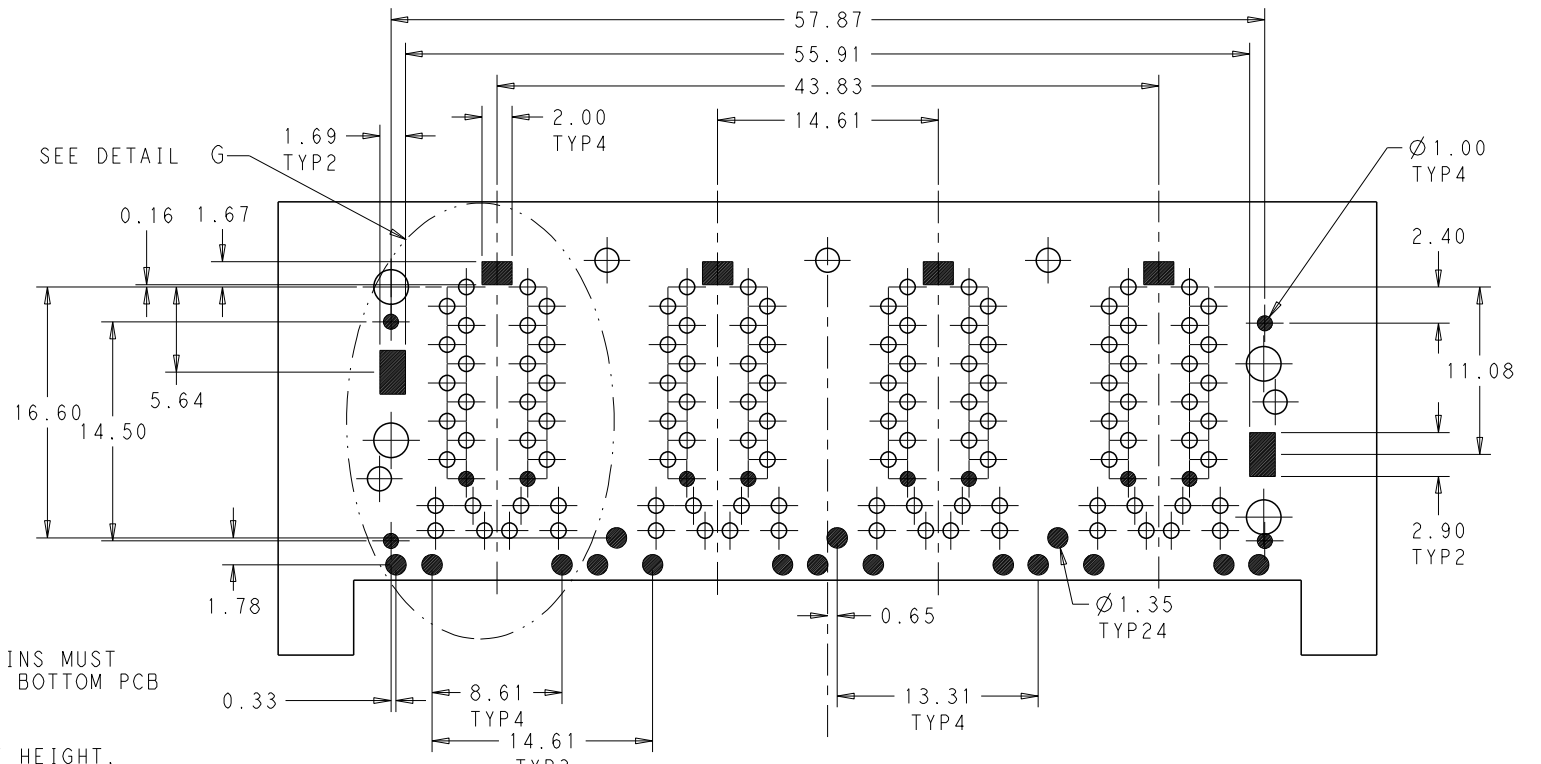 57.87
55.91
43.83
14.61
2.00
TYP4
1.69
TYP2
SEE DETAIL G
Ø1.00
TYP4
0.16
1.67
2.40
16.60
14.50
5.64
11.08
2.90
TYP2
1.78
Ø1.35
TYP24
0.65
INS MUST
BOTTOM PCB
0.33
8.61
TYP4
13.31
TYP4
14.61
HEIGHT.